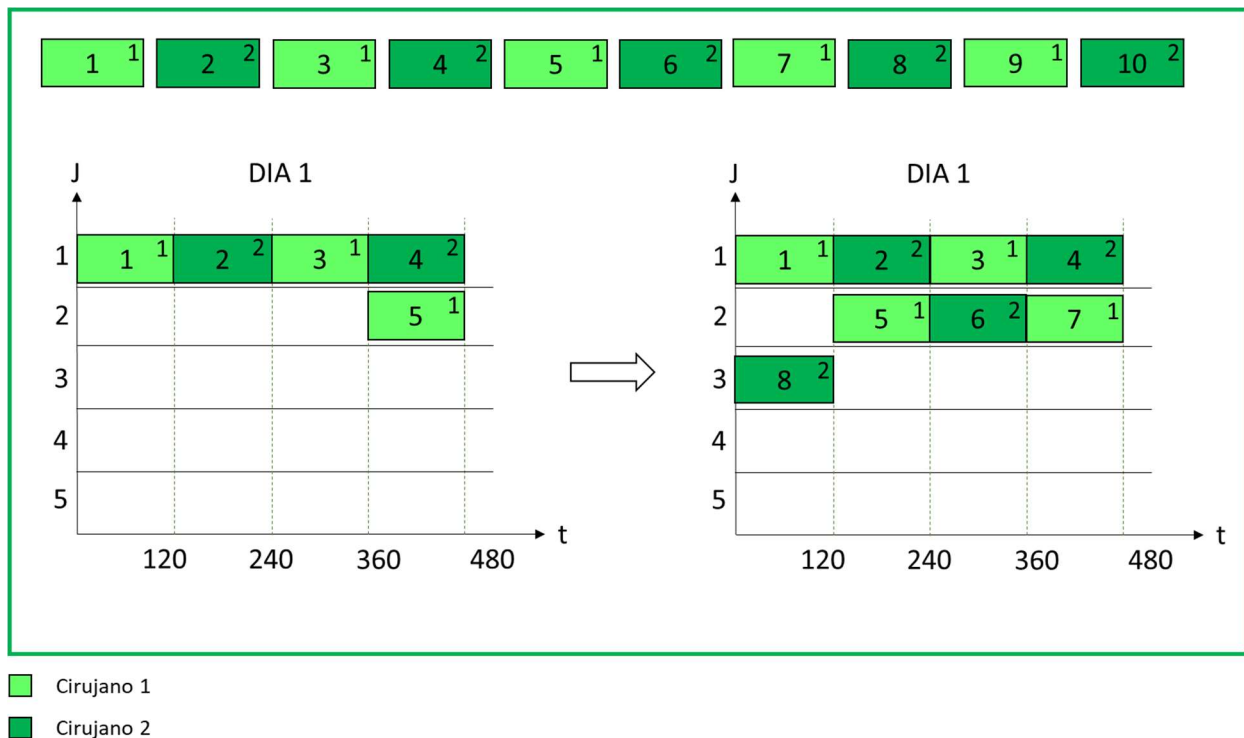 1 1 2 2 3 1 4 2 5 1 6 2 7 1 8 2 9 1 10 2
J DIA 1
1 1 1 2 2 3 1 4 2
2 5 1
3
4
5
t
120 240 360 480
J DIA 1
1 1 1 2 2 3 1 4 2
2 5 1 6 2 7 1
3 8 2
4
5
t
120 240 360 480
Cirujano 1
Cirujano 2